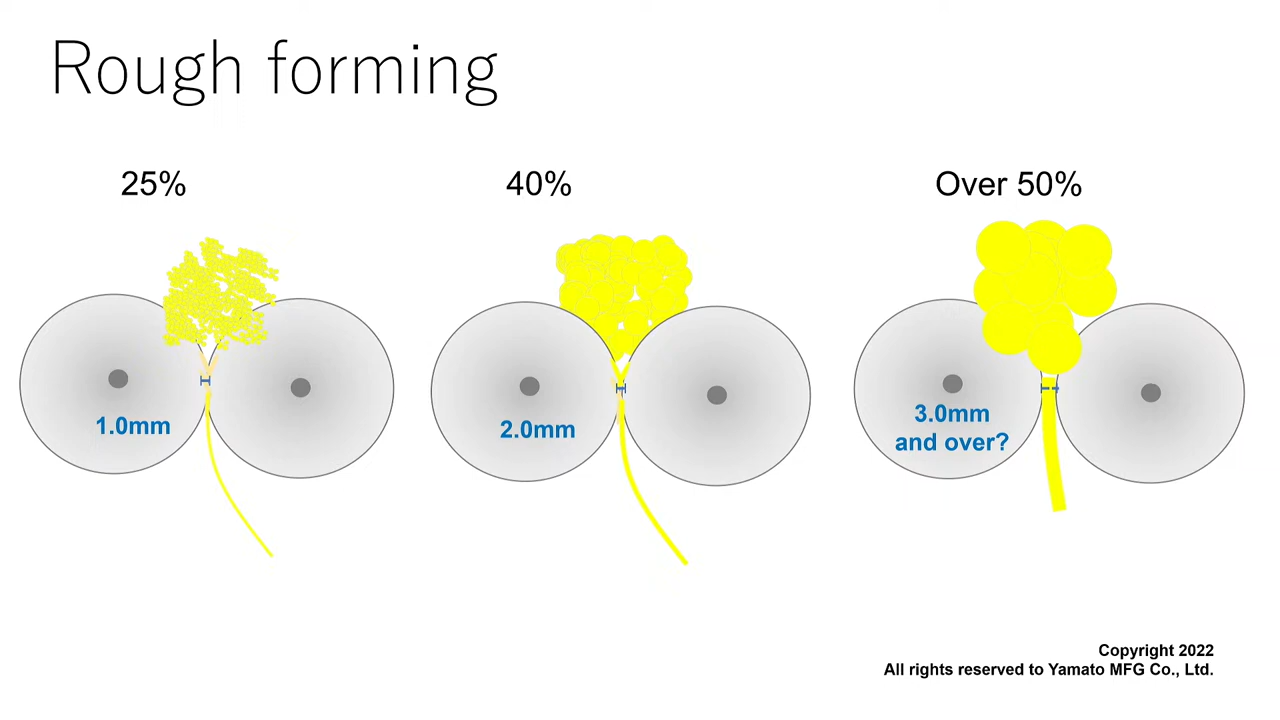 Rough forming
25%
40%
Over 50%
1.0mm
2.0mm
3.0mm
and over?
Copyright 2022
All rights reserved to Yamato MFG Co., Ltd.